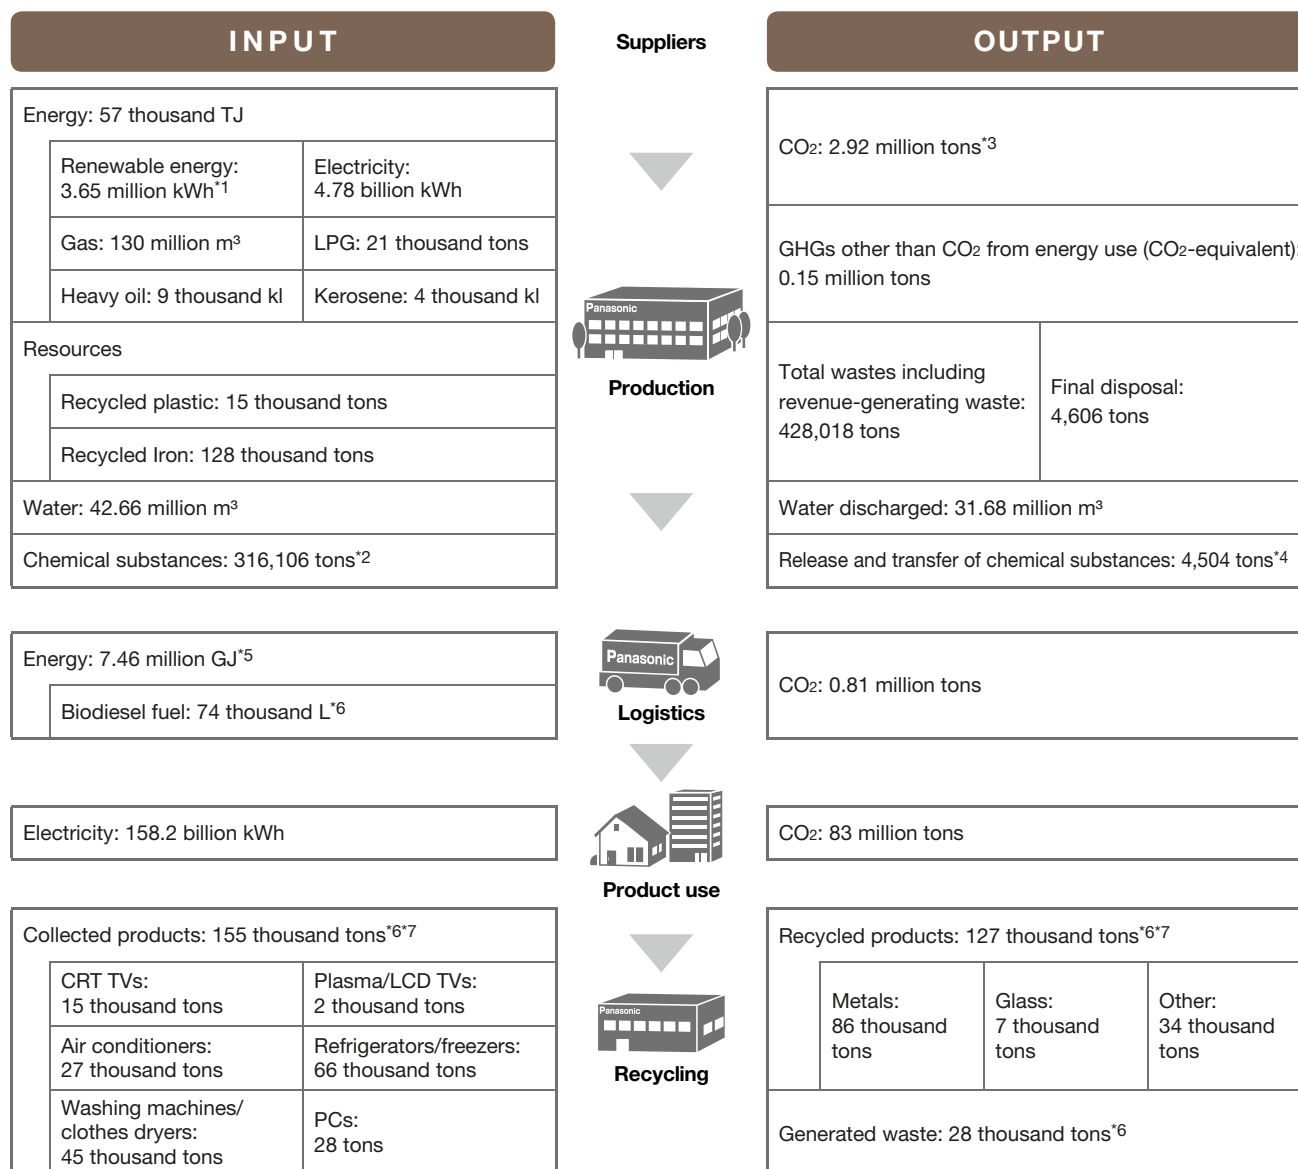 INPUT
Suppliers
OUTPUT
Energy: 57 thousand TJ
Renewable energy:
3.65 million kWh*1
Electricity:
4.78 billion kWh
Gas: 130 million m³
LPG: 21 thousand tons
Heavy oil: 9 thousand kl
Kerosene: 4 thousand kl
Resources
Recycled plastic: 15 thousand tons
Recycled Iron: 128 thousand tons
Water: 42.66 million m³
Chemical substances: 316,106 tons*2
Panasonic
Production
CO2: 2.92 million tons*3
GHGs other than CO2 from energy use (CO2-equivalent):
0.15 million tons
Total wastes including
revenue-generating waste:
428,018 tons
Final disposal:
4,606 tons
Water discharged: 31.68 million m³
Release and transfer of chemical substances: 4,504 tons*4
Energy: 7.46 million GJ*5
Biodiesel fuel: 74 thousand L*6
Panasonic
Logistics
CO2: 0.81 million tons
Electricity: 158.2 billion kWh
Product use
CO2: 83 million tons
Collected products: 155 thousand tons*6*7
CRT TVs:
15 thousand tons
Plasma/LCD TVs:
2 thousand tons
Air conditioners:
27 thousand tons
Refrigerators/freezers:
66 thousand tons
Washing machines/
clothes dryers:
45 thousand tons
PCs:
28 tons
Panasonic
Recycling
Recycled products: 127 thousand tons*6*7
Metals:
86 thousand
tons
Glass:
7 thousand
tons
Other:
34 thousand
tons
Generated waste: 28 thousand tons*6